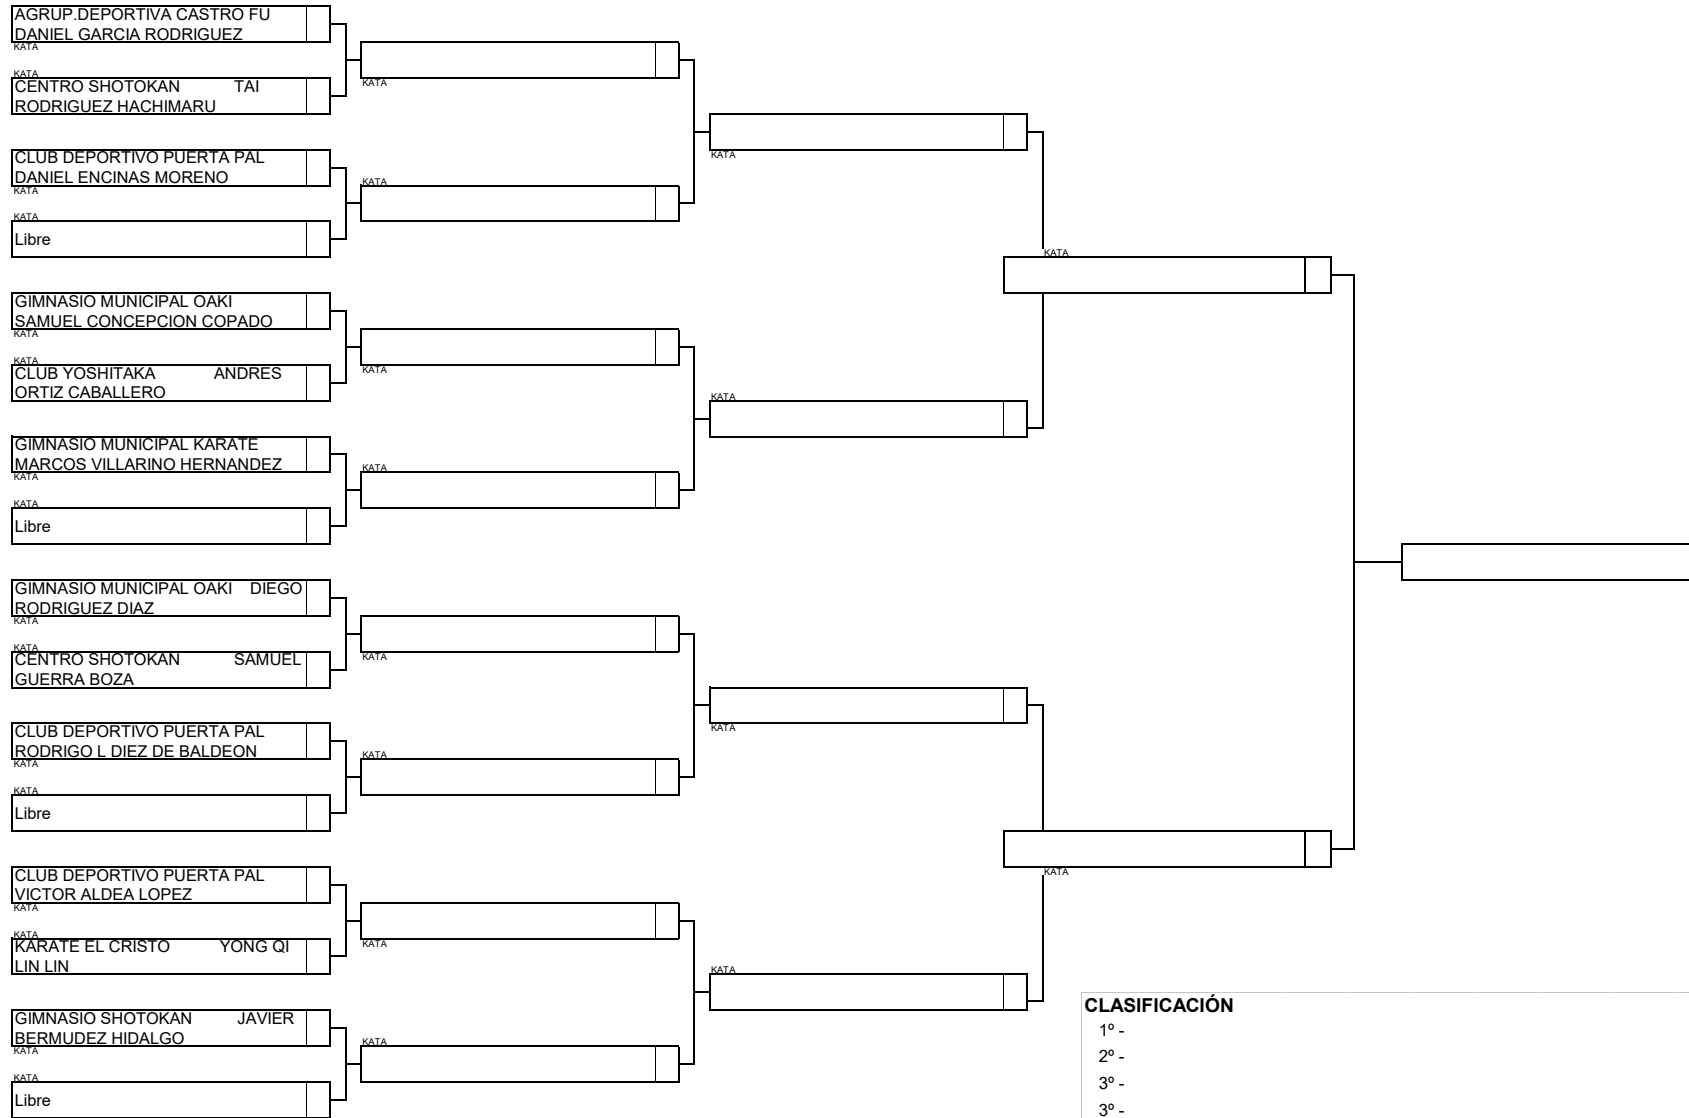 AGRUP.DEPORTIVA CASTRO FU
DANIEL GARCIA RODRIGUEZ
KATA
KATA
CENTRO SHOTOKAN TAI
RODRIGUEZ HACHIMARU
KATA
CLUB DEPORTIVO PUERTA PAL
DANIEL ENCINAS MORENO
KATA
KATA
Libre
KATA
KATA
GIMNASIO MUNICIPAL OAKI
SAMUEL CONCEPCION COPADO
KATA
KATA
CLUB YOSHITAKA ANDRES
ORTIZ CABALLERO
KATA
GIMNASIO MUNICIPAL KARATE
MARCOS VILLARINO HERNANDEZ
KATA
KATA
Libre
KATA
KATA
KATA
GIMNASIO MUNICIPAL OAKI DIEGO
RODRIGUEZ DIAZ
KATA
KATA
CENTRO SHOTOKAN SAMUEL
GUERRA BOZA
KATA
CLUB DEPORTIVO PUERTA PAL
RODRIGO L DIEZ DE BALDEON
KATA
KATA
Libre
KATA
KATA
CLUB DEPORTIVO PUERTA PAL
VICTOR ALDEA LOPEZ
KATA
KATA
KARATE EL CRISTO YONG QI
LIN LIN
KATA
GIMNASIO SHOTOKAN JAVIER
BERMUDEZ HIDALGO
KATA
KATA
Libre
KATA
KATA
KATA
CLASIFICACIÓN
1º -
2º -
3º -
3º -